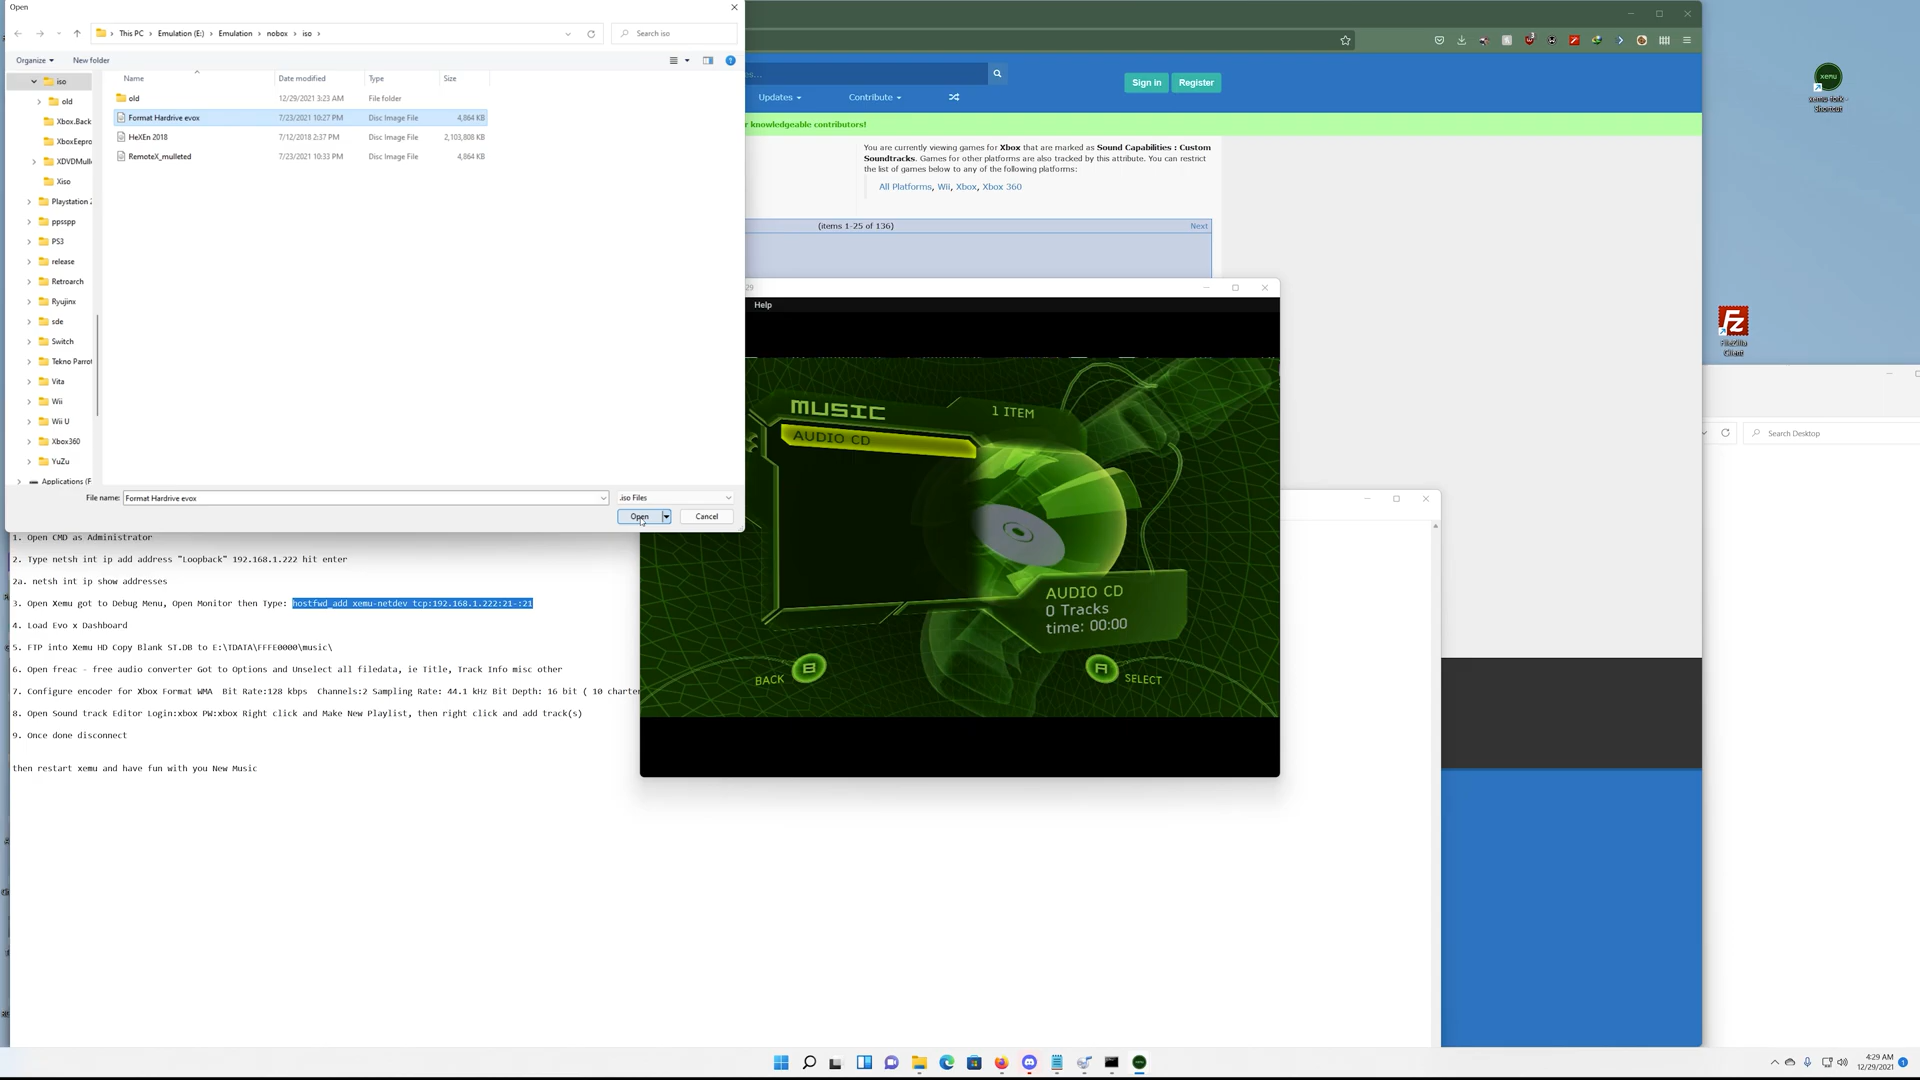 Open
This PC > Emulation (E:) > Emulation > nobox > iso >
Search iso
Organize
New folder
Name
Date modified
Type
Size
iso
old
Xbox.Back
XboxEepro
XDVDMull
Xiso
Playstation 2
ppsspp
PS3
release
Retroarch
Ryujinx
sde
Switch
Tekno Parrot
Vita
Wii
Wii U
Xbox360
YuZu
Applications (F
old 12/29/2021 3:23 AM File folder
Format Hardrive evox 7/23/2021 10:27 PM Disc Image File 4,864 KB
HeXEn 2018 7/12/2018 2:37 PM Disc Image File 2,103,808 KB
RemoteX_mulleted 7/23/2021 10:33 PM Disc Image File 4,864 KB
File name: Format Hardrive evox
.iso Files
Open
Cancel
Sign in
Register
Updates
Contribute
r knowledgeable contributors!
You are currently viewing games for Xbox that are marked as Sound Capabilities : Custom
Soundtracks. Games for other platforms are also tracked by this attribute. You can restrict
the list of games below to any of the following platforms:
All Platforms, Wii, Xbox, Xbox 360
(items 1-25 of 136)
Next
29
Help
MUSIC
1 ITEM
AUDIO CD
AUDIO CD
0 Tracks
time: 00:00
B
BACK
A
SELECT
1. Open CMD as Administrator
2. Type netsh int ip add address "Loopback" 192.168.1.222 hit enter
2a. netsh int ip show addresses
3. Open Xemu got to Debug Menu, Open Monitor then Type: hostfwd_add xemu-netdev tcp:192.168.1.222:21-:21
4. Load Evo x Dashboard
5. FTP into Xemu HD Copy Blank ST.DB to E:\TDATA\FFFE0000\music\
6. Open freac - free audio converter Got to Options and Unselect all filedata, ie Title, Track Info misc other
7. Configure encoder for Xbox Format WMA Bit Rate:128 kbps Channels:2 Sampling Rate: 44.1 kHz Bit Depth: 16 bit ( 10 charter
8. Open Sound track Editor Login:xbox PW:xbox Right click and Make New Playlist, then right click and add track(s)
9. Once done disconnect
then restart xemu and have fun with you New Music
xemu
xemu-fork -
Shortcut
Fz
FileZilla
Client
Search Desktop
4:29 AM
12/29/2021